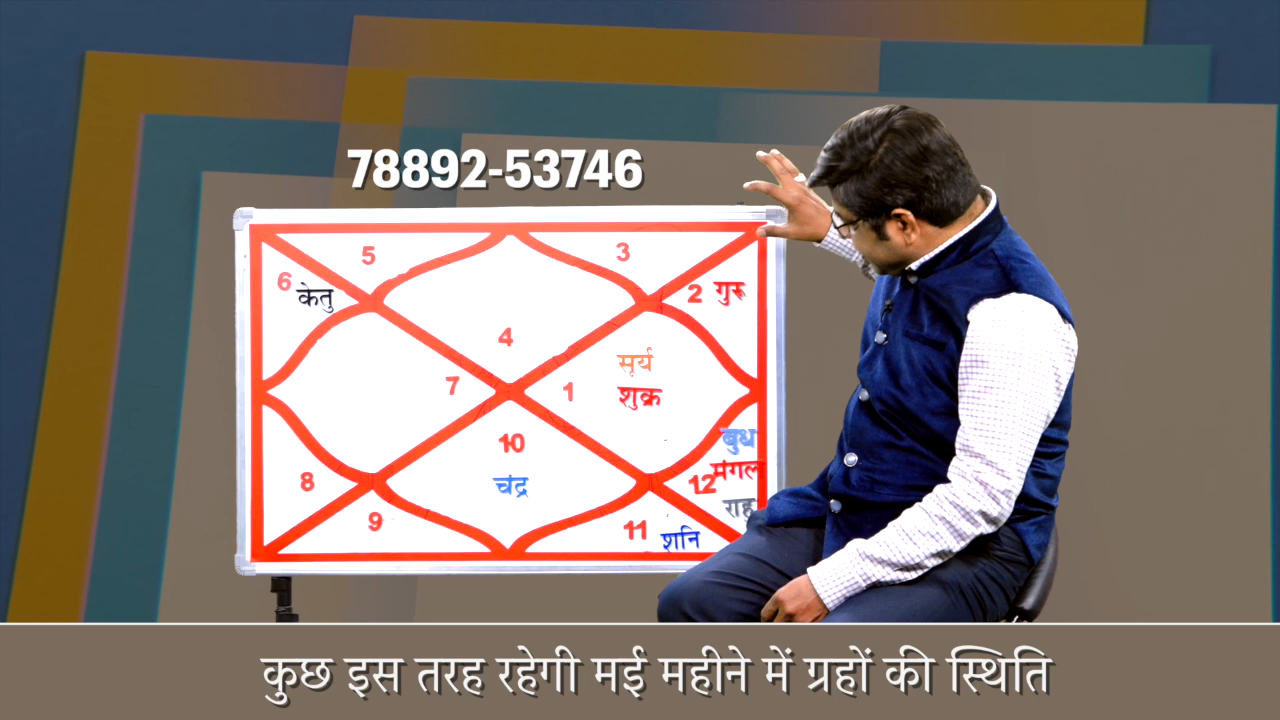 78892-53746
5
3
6 केतु
2 गुरु
4
सूर्य
7
1
शुक्र
10
बुध
8
चंद्र
12 मंगल
राहु
9
11 शनि
कुछ इस तरह रहेगी मई महीने में ग्रहों की स्थिति